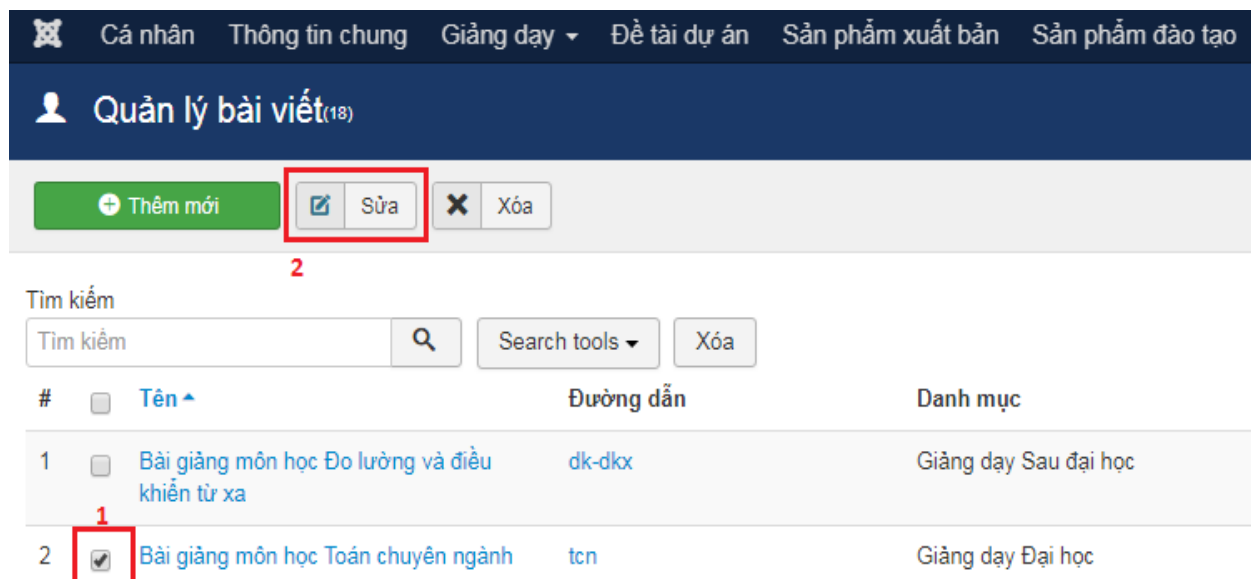 Cá nhân Thông tin chung Giảng dạy Đề tài dự án Sản phẩm xuất bản Sản phẩm đào tạo
Quản lý bài viết(18)
Thêm mới Sửa Xóa
2
Tìm kiếm
Tìm kiếm Search tools Xóa
# Tên Đường dẫn Danh mục
1 Bài giảng môn học Đo lường và điều dk-dkx Giảng dạy Sau đại học
khiển từ xa
1
2 Bài giảng môn học Toán chuyên ngành tcn Giảng dạy Đại học